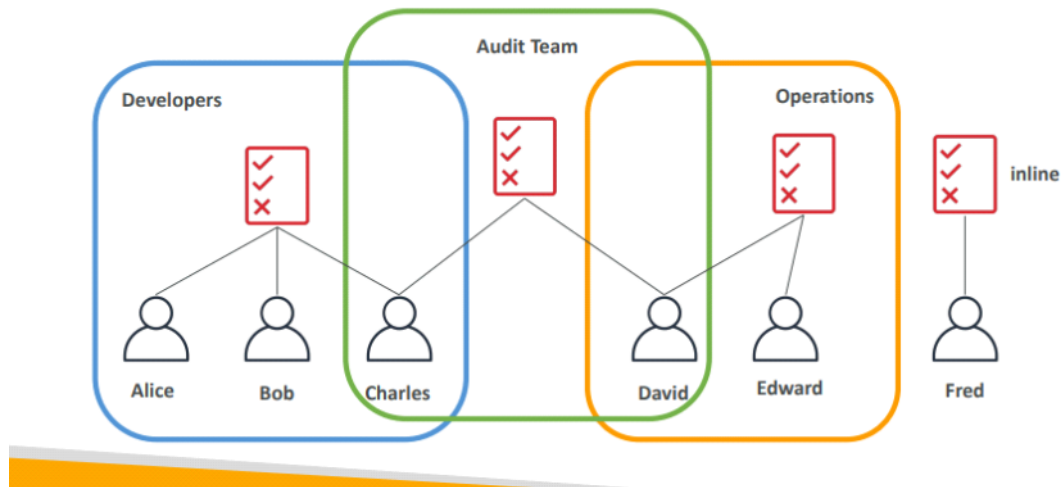 Audit Team
Developers
Operations
inline
Alice
Bob
Charles
David
Edward
Fred